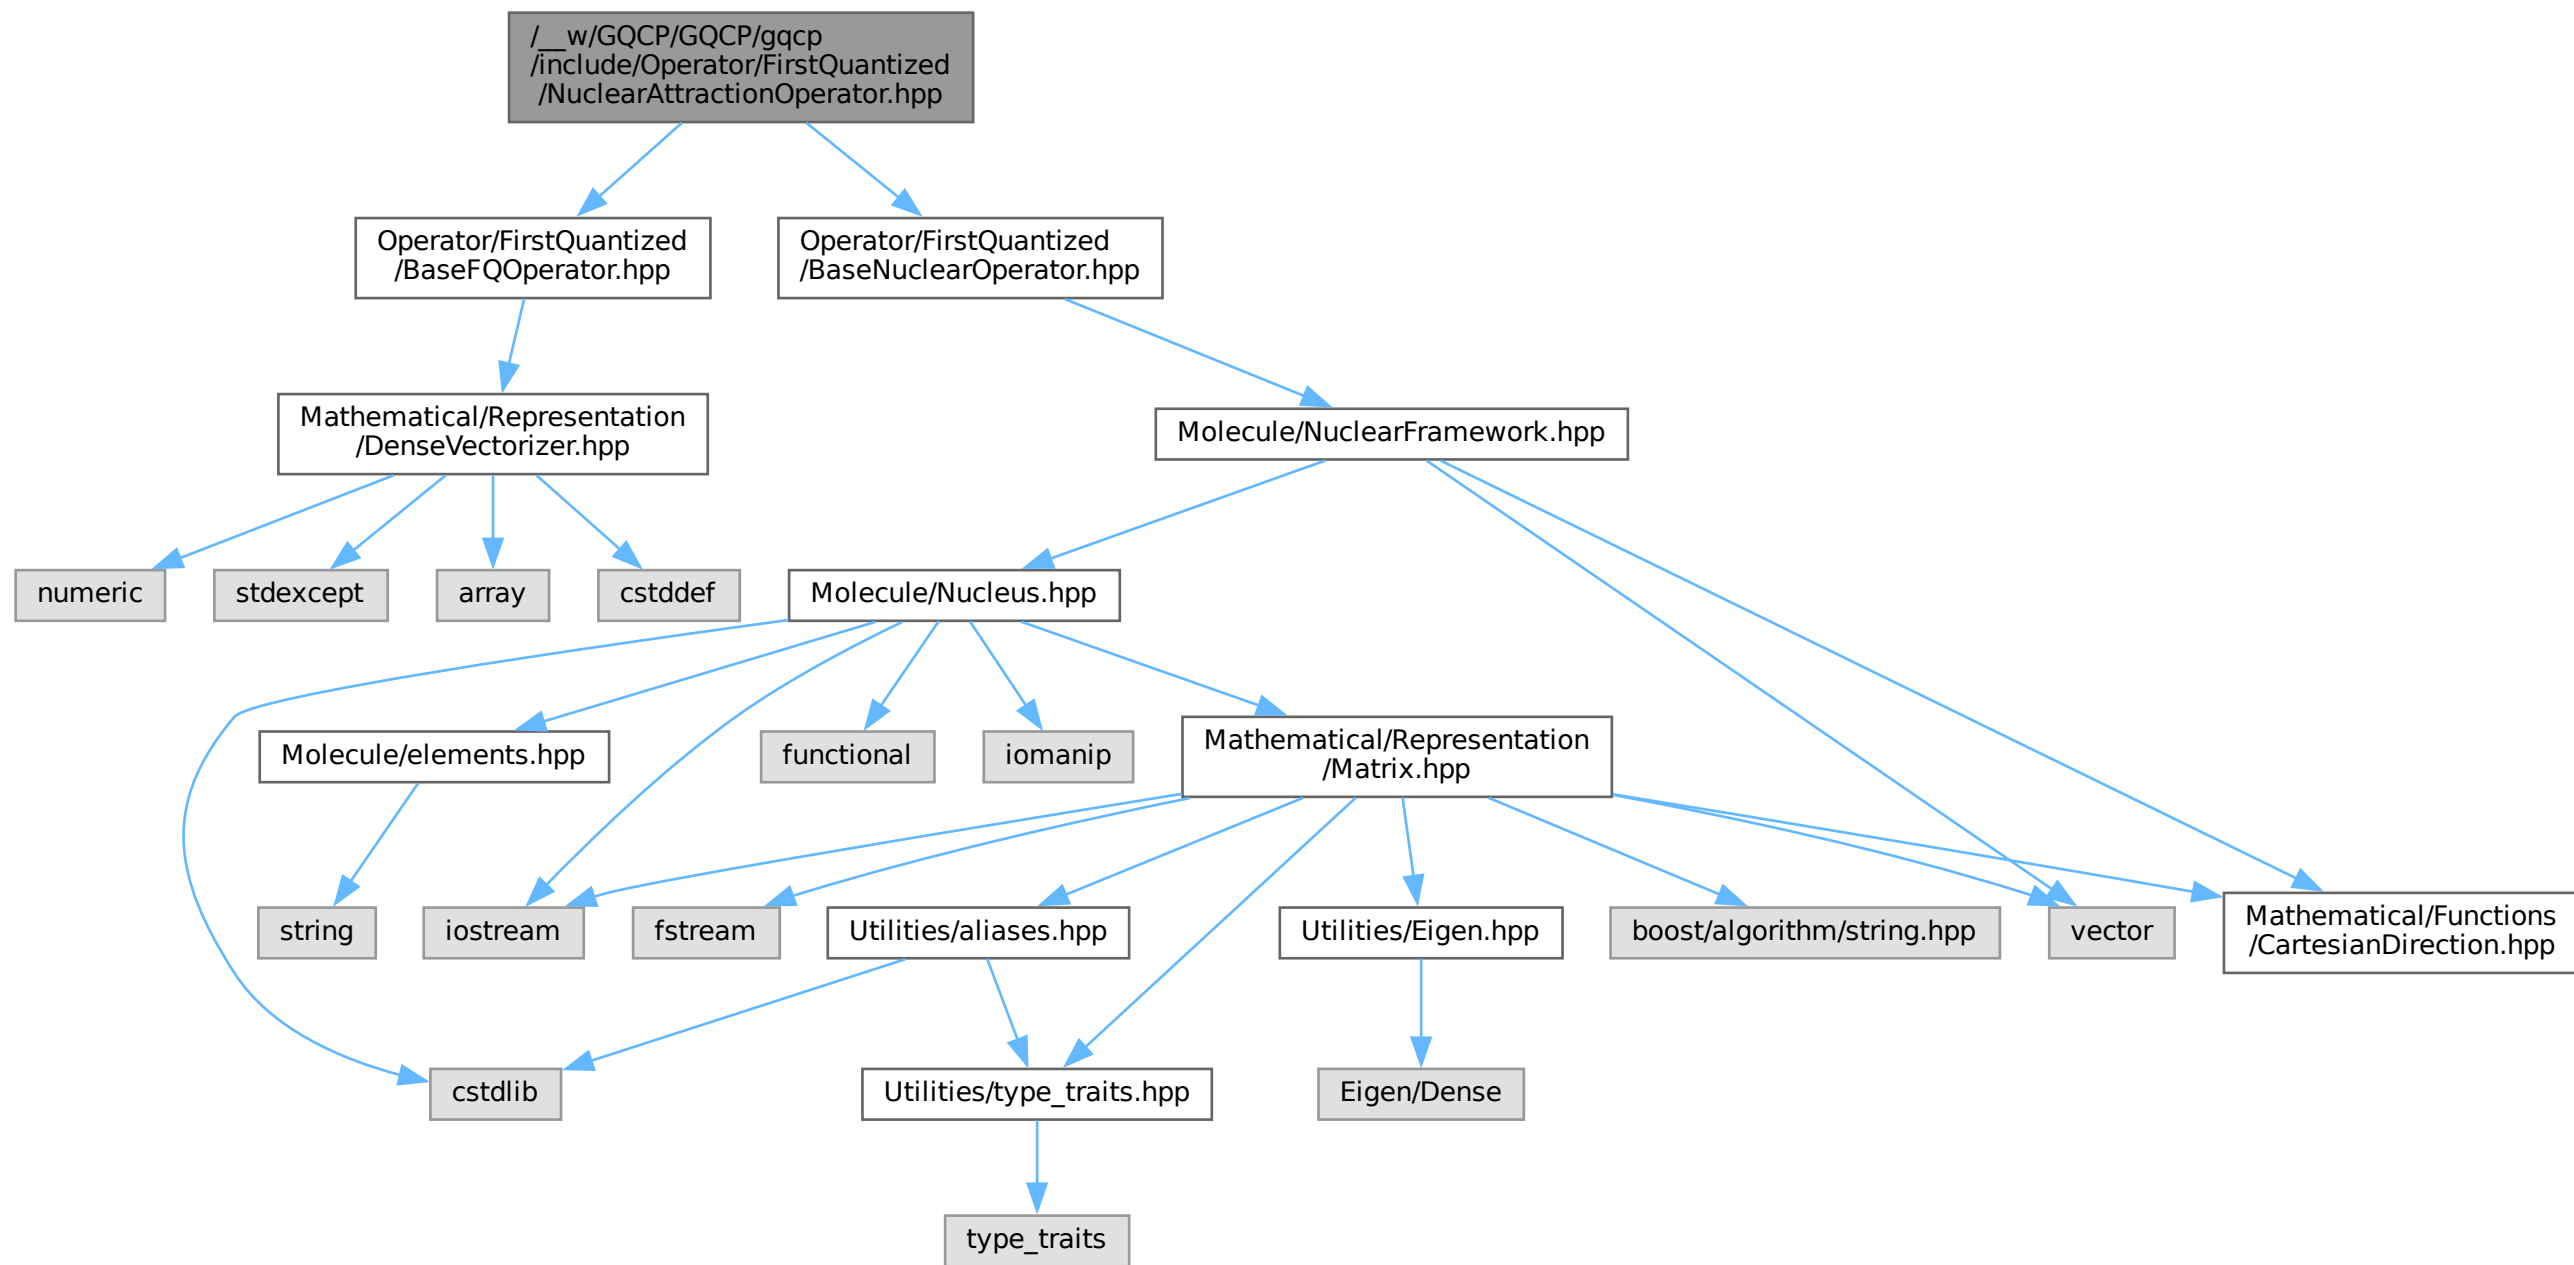 /__w/GQCP/GQCP/gqcp
/include/Operator/FirstQuantized
/NuclearAttractionOperator.hpp
Operator/FirstQuantized
/BaseFQOperator.hpp
Operator/FirstQuantized
/BaseNuclearOperator.hpp
Mathematical/Representation
/DenseVectorizer.hpp
Molecule/NuclearFramework.hpp
numeric
stdexcept
array
cstddef
Molecule/Nucleus.hpp
Molecule/elements.hpp
functional
iomanip
Mathematical/Representation
/Matrix.hpp
string
iostream
fstream
Utilities/aliases.hpp
Utilities/Eigen.hpp
boost/algorithm/string.hpp
vector
Mathematical/Functions
/CartesianDirection.hpp
cstdlib
Utilities/type_traits.hpp
Eigen/Dense
type_traits